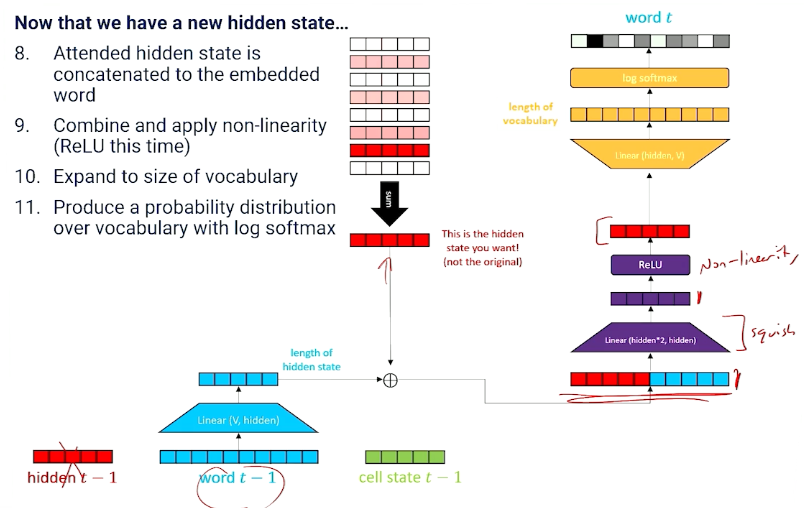 Now that we have a new hidden state...
8. Attended hidden state is
concatenated to the embedded
word
9. Combine and apply non-linearity
(ReLU this time)
10. Expand to size of vocabulary
11. Produce a probability distribution
over vocabulary with log softmax
sum
This is the hidden
state you want!
(not the original)
word t
log softmax
length of
vocabulary
Linear (hidden, V)
ReLU
Non-linearity
Linear (hidden*2, hidden)
squish
length of
hidden state
Linear (V, hidden)
hidden t − 1
word t − 1
cell state t − 1